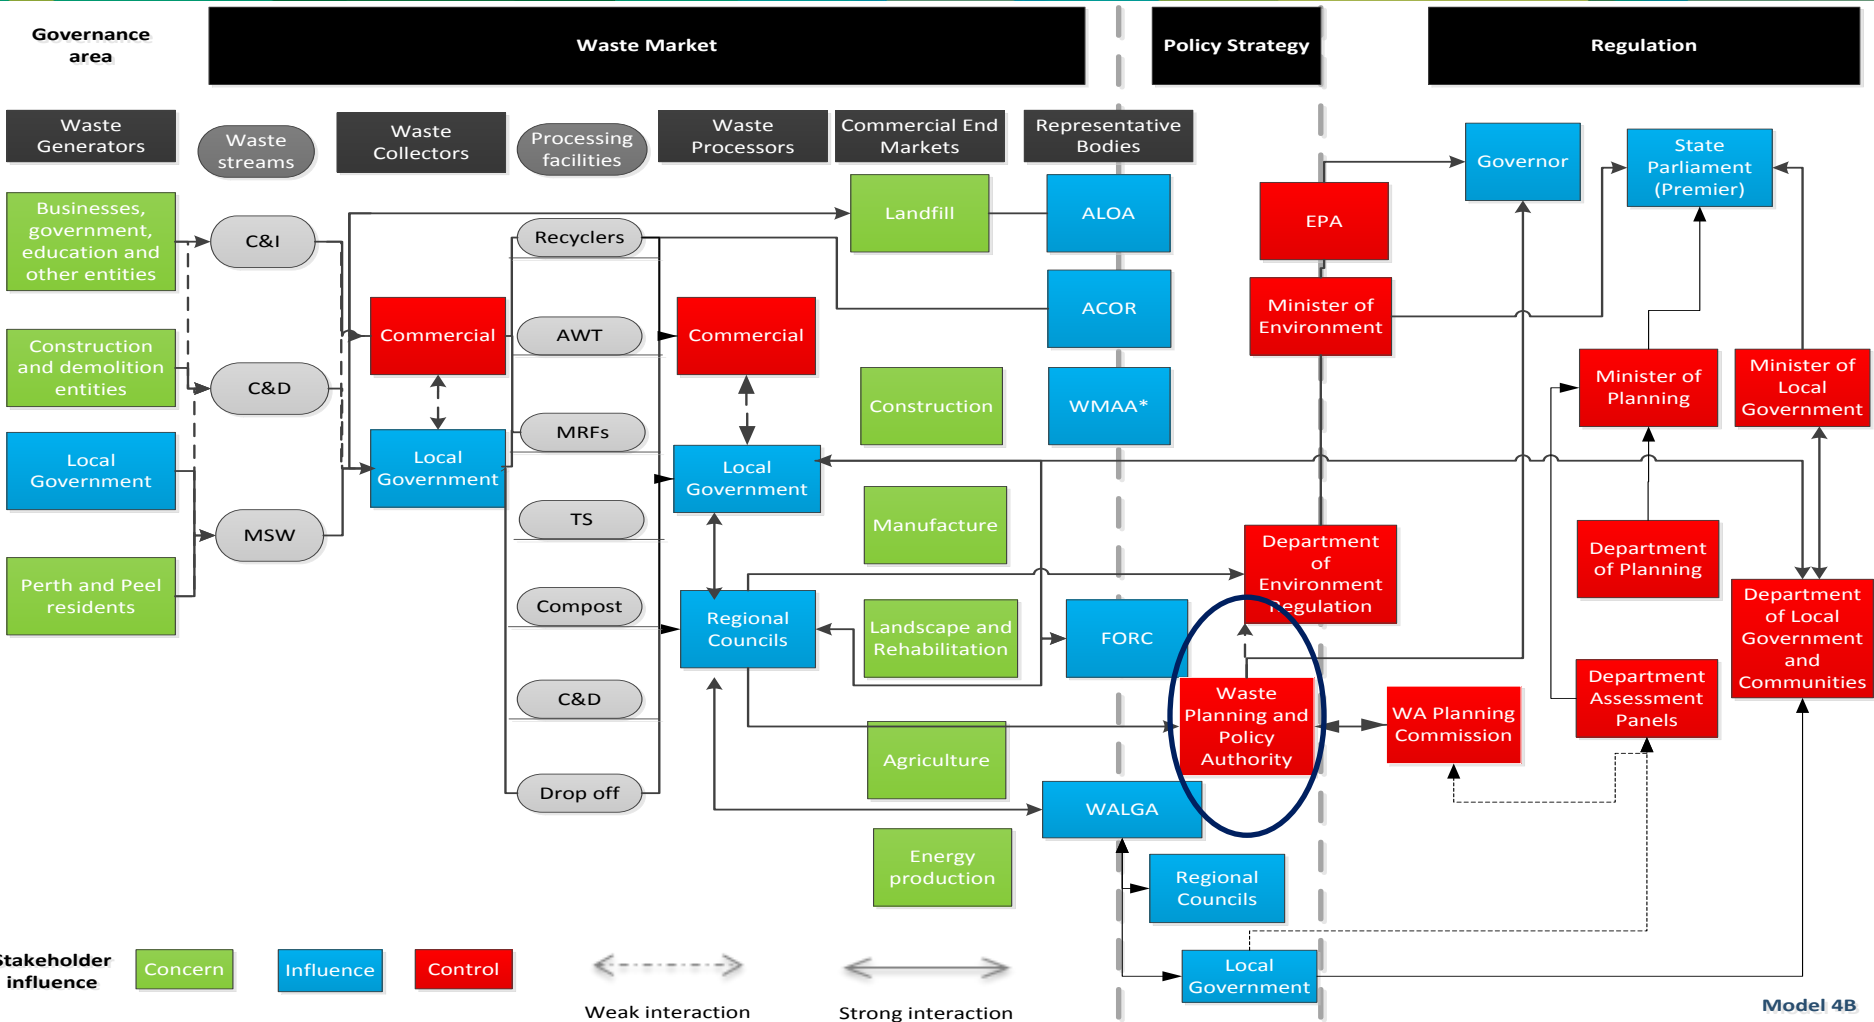 Governance
area
Waste Market
Policy Strategy
Regulation
Waste
Generators
Waste
streams
Waste
Collectors
Processing
facilities
Waste
Processors
Commercial End
Markets
Representative
Bodies
Businesses,
government,
education and
other entities
Construction
and demolition
entities
Local
Government
Perth and Peel
residents
C&I
C&D
MSW
Commercial
Local
Government
Recyclers
AWT
MRFs
TS
Compost
C&D
Drop off
Commercial
Local
Government
Regional
Councils
Landfill
Construction
Manufacture
Landscape and
Rehabilitation
Agriculture
Energy
production
ALOA
ACOR
WMAA*
FORC
WALGA
Regional
Councils
Local
Government
EPA
Minister of
Environment
Department
of
Environment
Regulation
Waste
Planning and
Policy
Authority
WA Planning
Commission
Governor
State
Parliament
(Premier)
Minister of
Planning
Minister of
Local
Government
Department
of Planning
Department
of Local
Government
and
Communities
Department
Assessment
Panels
Stakeholder
influence
Concern
Influence
Control
Weak interaction
Strong interaction
Model 4B